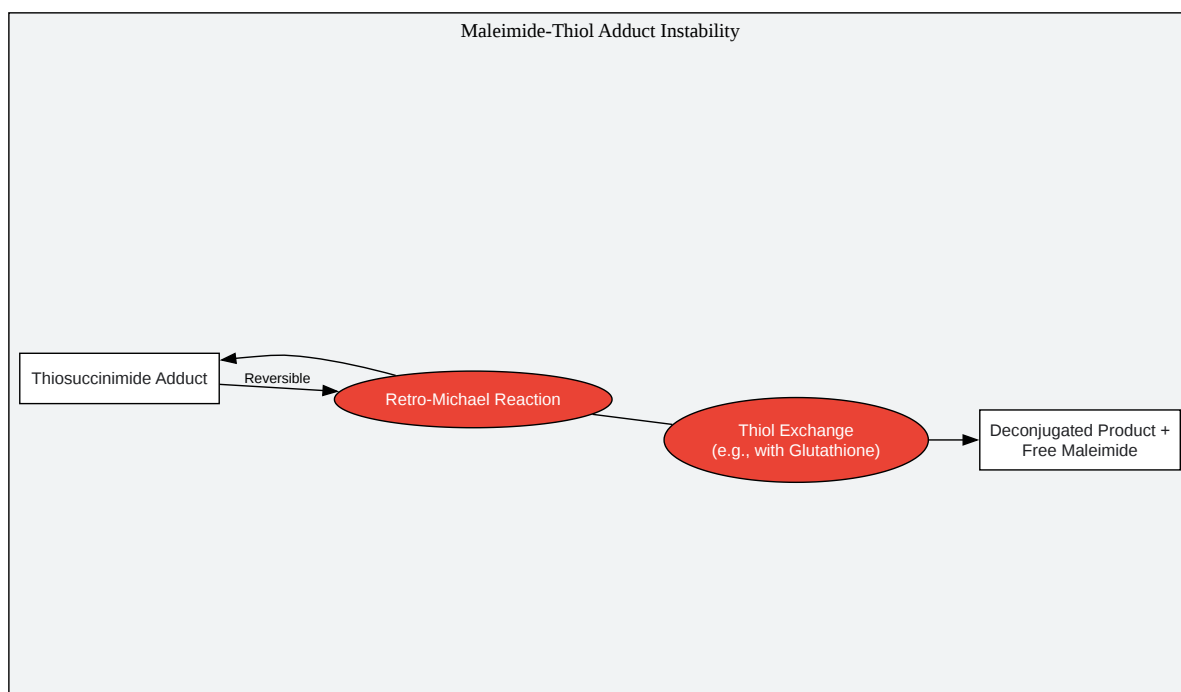 Maleimide-Thiol Adduct Instability
Thiosuccinimide Adduct
Reversible
Retro-Michael Reaction
Thiol Exchange
(e.g., with Glutathione)
Deconjugated Product +
Free Maleimide